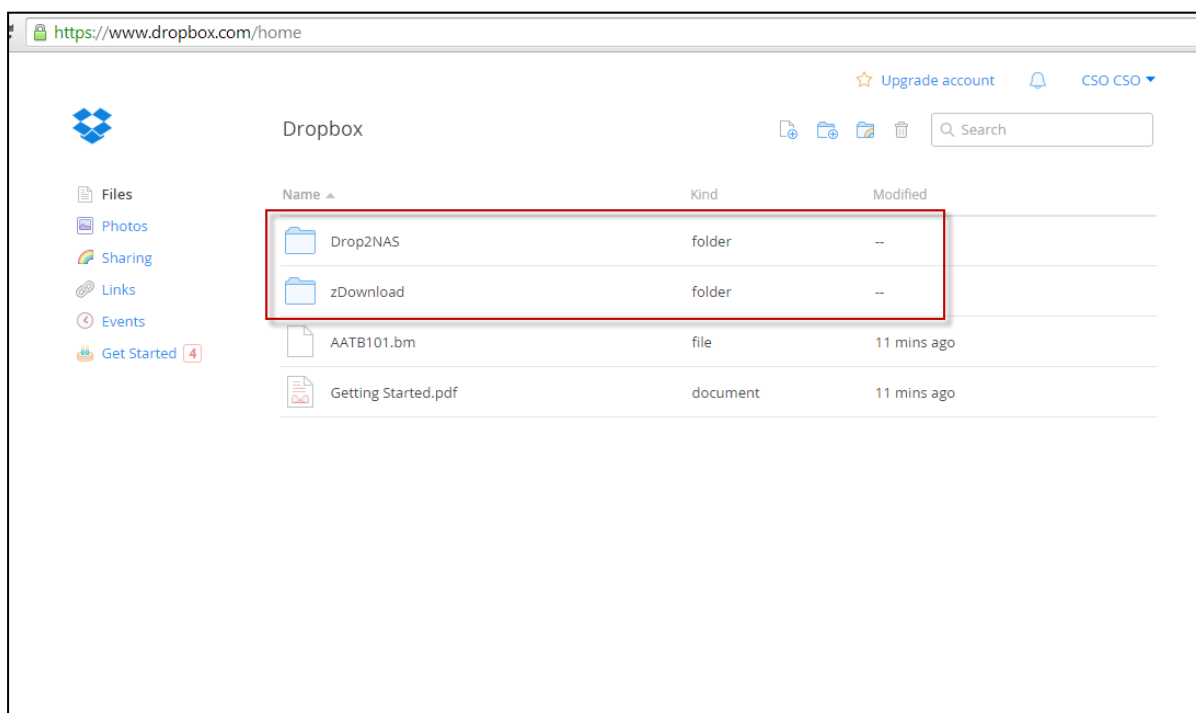 https://www.dropbox.com/home
Upgrade account CSO CSO
Dropbox Search
Files
Photos
Sharing
Links
Events
Get Started 4
Name Kind Modified
Drop2NAS folder --
zDownload folder --
AATB101.bm file 11 mins ago
Getting Started.pdf document 11 mins ago